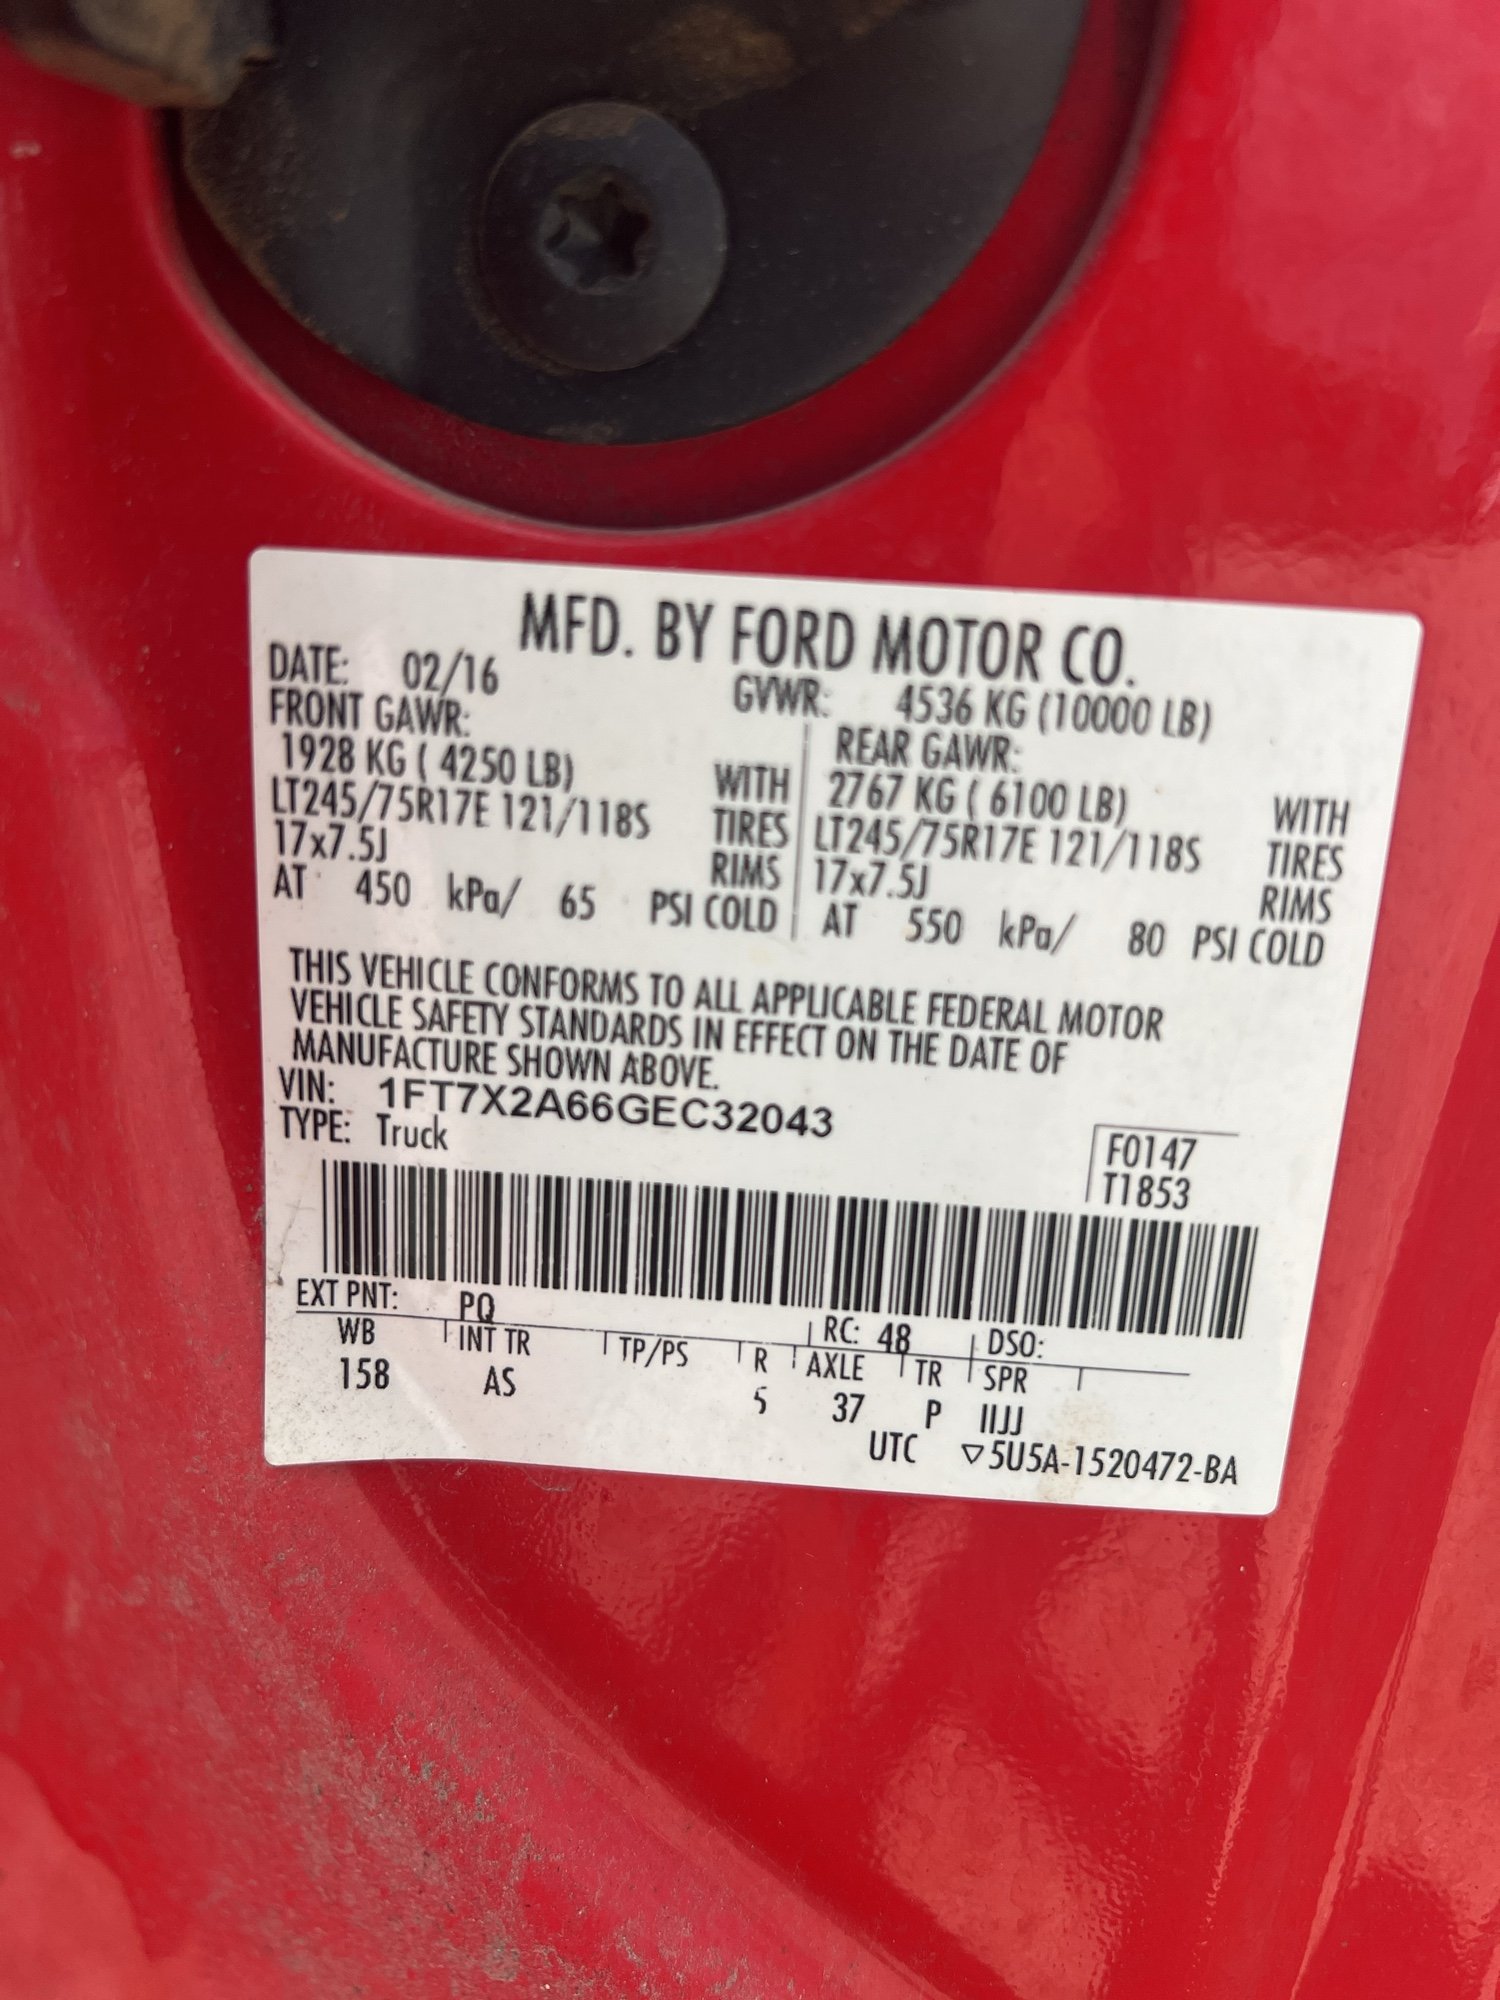 MFD. BY FORD MOTOR CO.
DATE: 02/16 GVWR: 4536 KG (10000 LB)
FRONT GAWR: REAR GAWR:
1928 KG ( 4250 LB) WITH 2767 KG ( 6100 LB) WITH
LT245/75R17E 121/118S TIRES LT245/75R17E 121/118S TIRES
17x7.5J RIMS 17x7.5J RIMS
AT 450 kPa/ 65 PSI COLD AT 550 kPa/ 80 PSI COLD
THIS VEHICLE CONFORMS TO ALL APPLICABLE FEDERAL MOTOR
VEHICLE SAFETY STANDARDS IN EFFECT ON THE DATE OF
MANUFACTURE SHOWN ABOVE.
VIN: 1FT7X2A66GEC32043
TYPE: Truck
F0147
T1853
EXT PNT: PQ RC: 48 DSO:
WB INT TR TP/PS R AXLE TR SPR
158 AS 5 37 P IIJJ
UTC ▽5U5A-1520472-BA